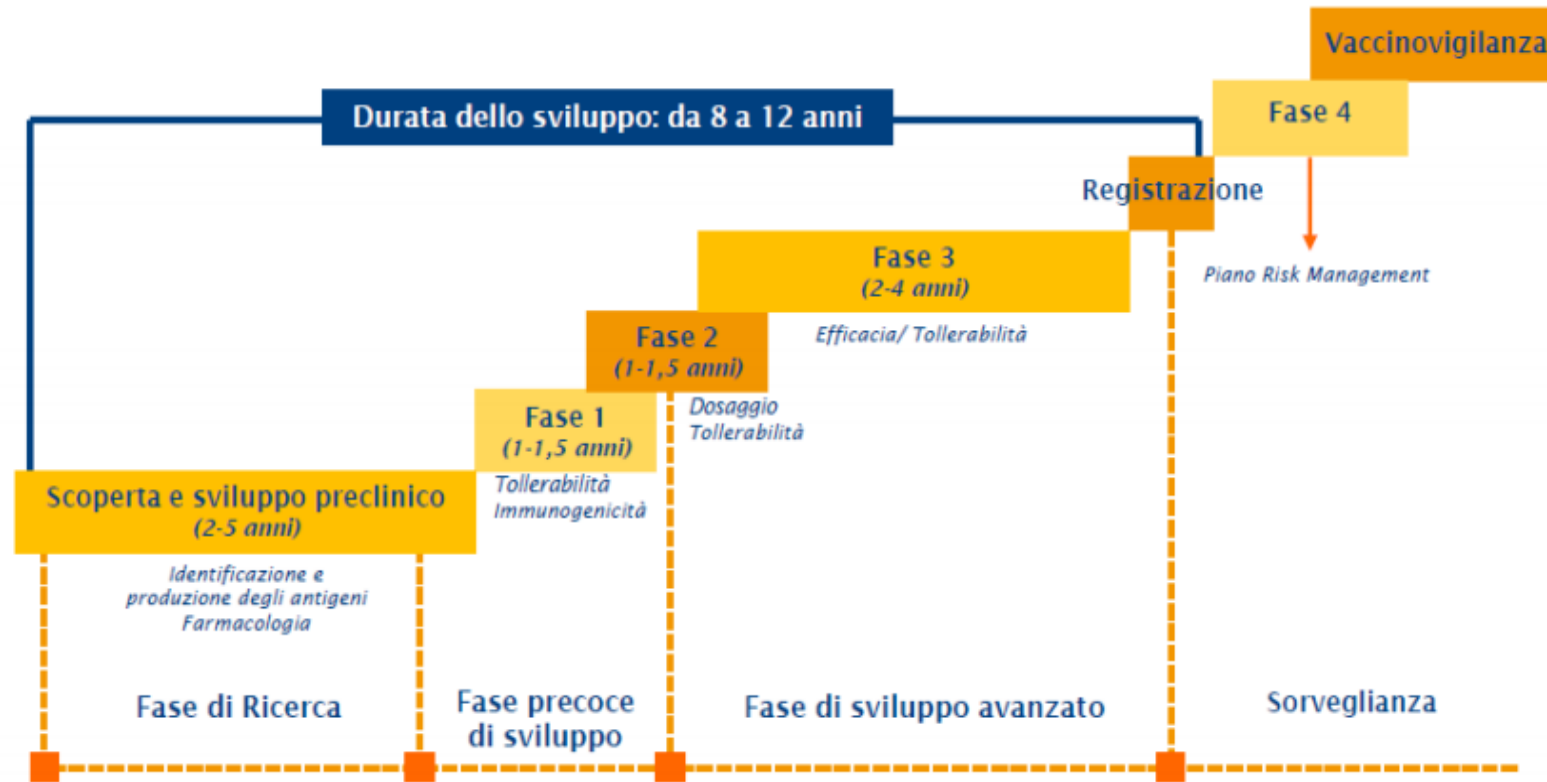 Vaccinovigilanza
Durata dello sviluppo: da 8 a 12 anni
Fase 4
Registrazione
Fase 3
(2-4 anni)
Piano Risk Management
Efficacia/ Tollerabilità
Fase 2
(1-1,5 anni)
Dosaggio
Tollerabilità
Fase 1
(1-1,5 anni)
Tollerabilità
Immunogenicità
Scoperta e sviluppo preclinico
(2-5 anni)
Identificazione e
produzione degli antigeni
Farmacologia
Fase di Ricerca
Fase precoce
di sviluppo
Fase di sviluppo avanzato
Sorveglianza